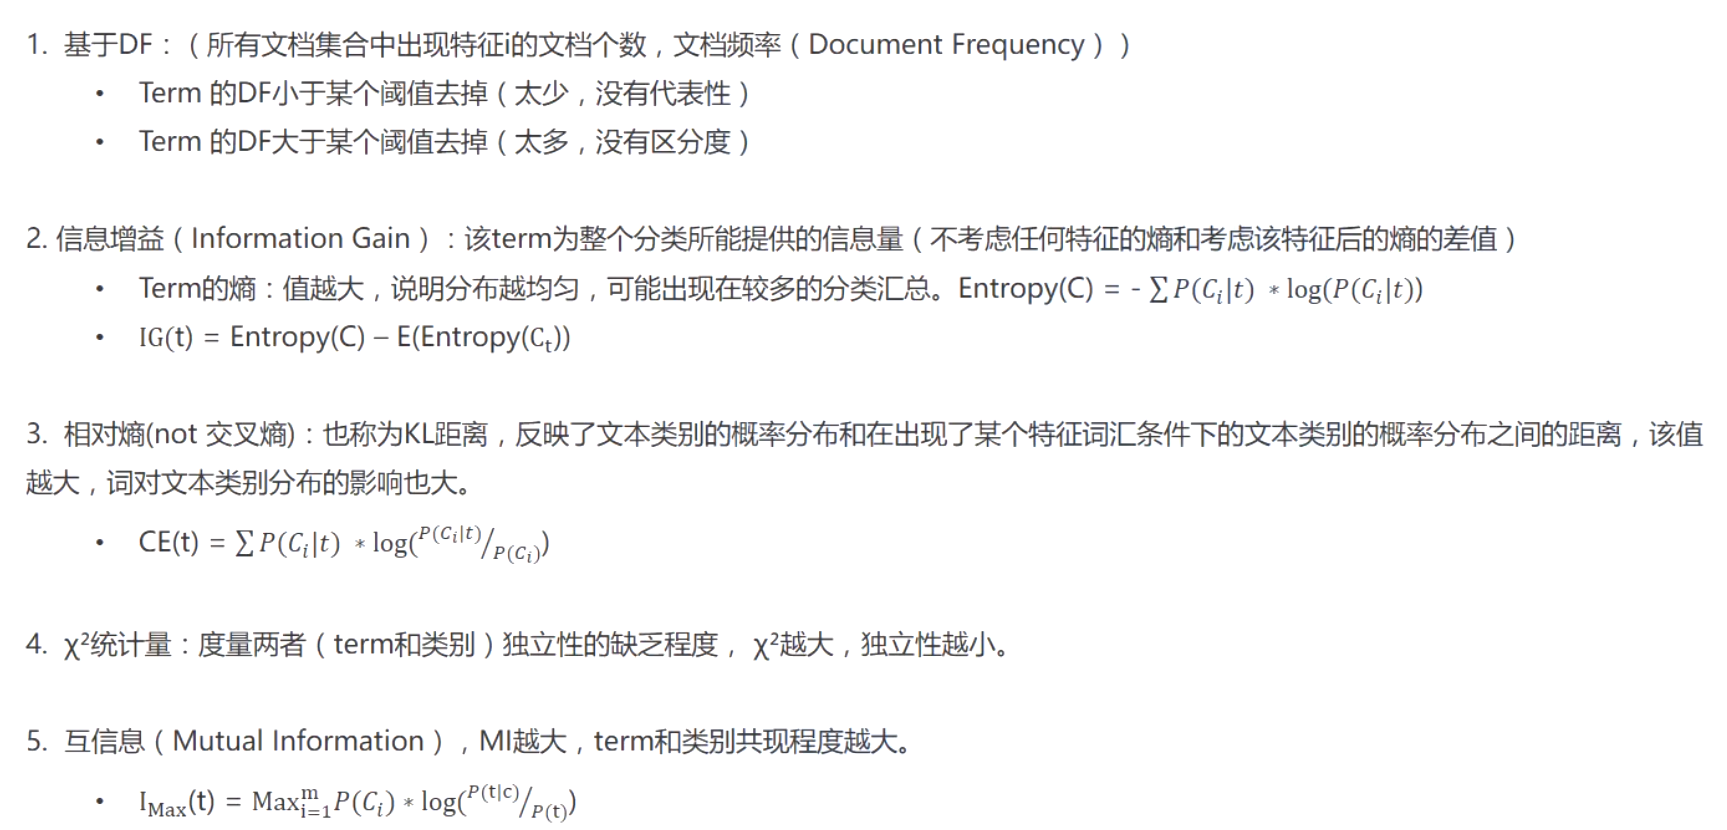 1. 基于DF：（所有文档集合中出现特征i的文档个数，文档频率（Document Frequency））
• Term 的DF小于某个阈值去掉（太少，没有代表性）
• Term 的DF大于某个阈值去掉（太多，没有区分度）
2. 信息增益（Information Gain）：该term为整个分类所能提供的信息量（不考虑任何特征的熵和考虑该特征后的熵的差值）
• Term的熵：值越大，说明分布越均匀，可能出现在较多的分类汇总。Entropy(C) = - ∑ P(Cᵢ|t) * log(P(Cᵢ|t))
• IG(t) = Entropy(C) – E(Entropy(Cₜ))
3. 相对熵(not 交叉熵)：也称为KL距离，反映了文本类别的概率分布和在出现了某个特征词汇条件下的文本类别的概率分布之间的距离，该值
越大，词对文本类别分布的影响也大。
• CE(t) = ∑ P(Cᵢ|t) * log(P(Cᵢ|t)/P(Cᵢ))
4. χ²统计量：度量两者（term和类别）独立性的缺乏程度， χ²越大，独立性越小。
5. 互信息（Mutual Information），MI越大，term和类别共现程度越大。
• I_Max(t) = Max_{i=1}^{m} P(Cᵢ) * log(P(t|c)/P(t))